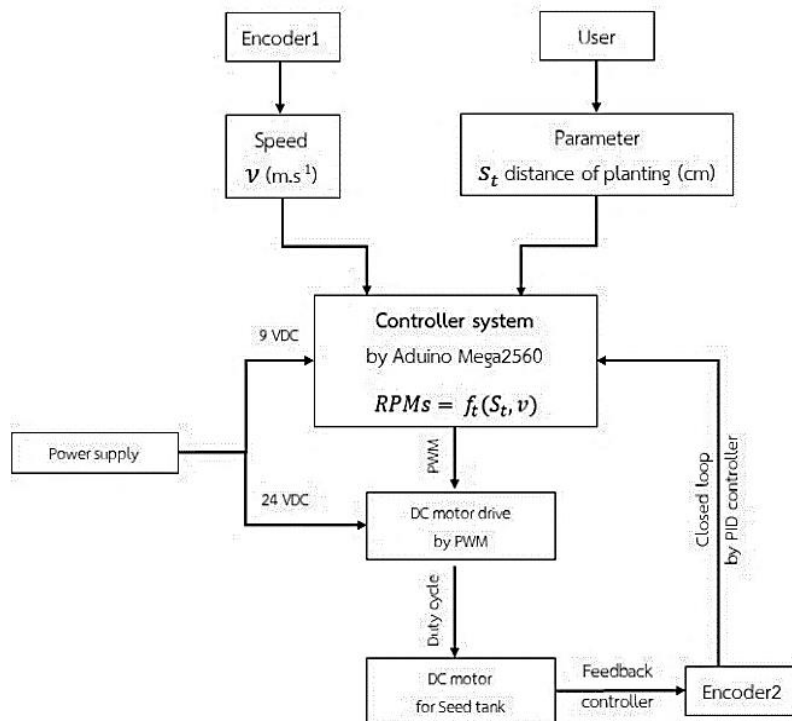 Encoder1
User
Speed
v (m.s⁻¹)
Parameter
Sₜ distance of planting (cm)
Controller system
by Aduino Mega2560
RPMs = fₜ(Sₜ, v)
9 VDC
Power supply
24 VDC
PWM
DC motor drive
by PWM
Duty cycle
DC motor
for Seed tank
Feedback
controller
Encoder2
Closed loop
by PID controller